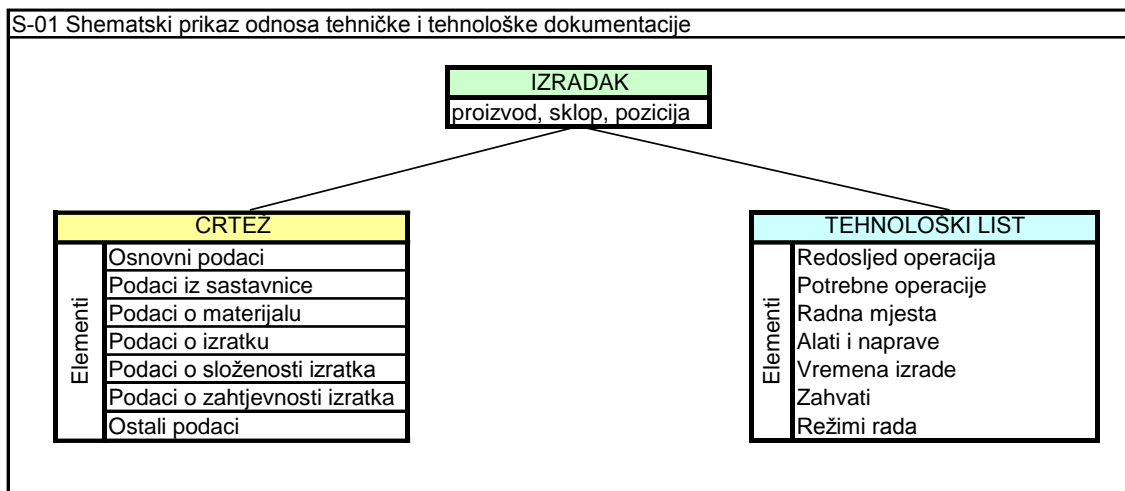 S-01 Shematski prikaz odnosa tehničke i tehnološke dokumentacije
IZRADAK
proizvod, sklop, pozicija
CRTEŽ
Elementi
Osnovni podaci
Podaci iz sastavnice
Podaci o materijalu
Podaci o izratku
Podaci o složenosti izratka
Podaci o zahtjevnosti izratka
Ostali podaci
TEHNOLOŠKI LIST
Elementi
Redosljed operacija
Potrebne operacije
Radna mjesta
Alati i naprave
Vremena izrade
Zahvati
Režimi rada